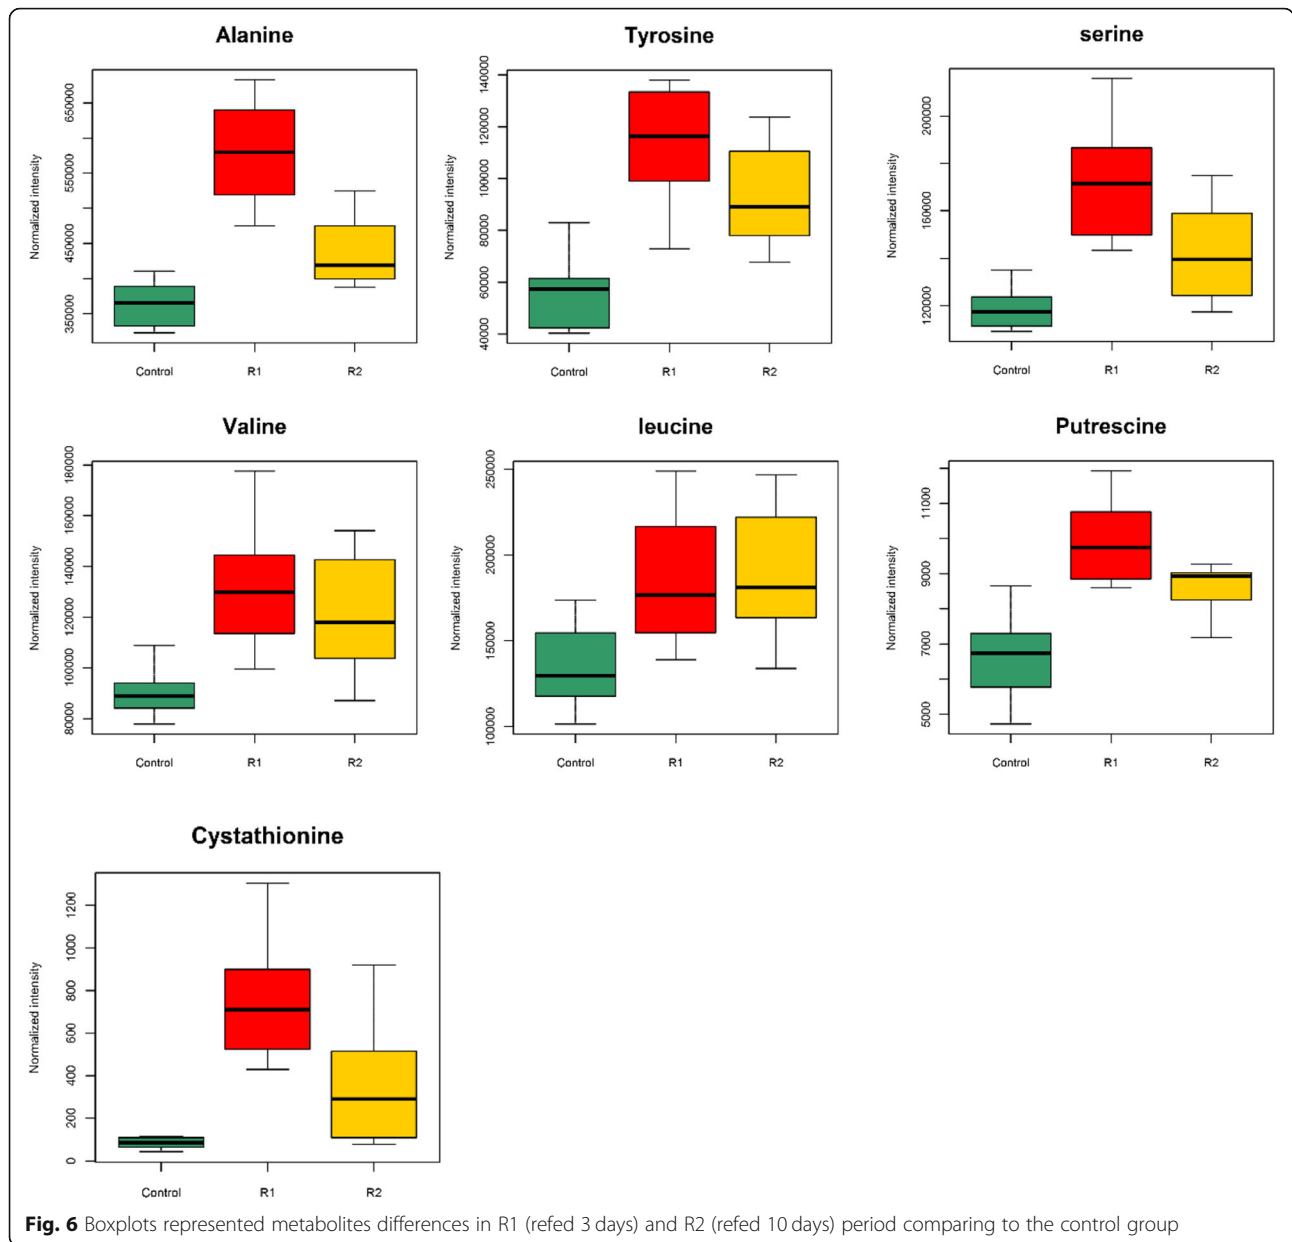 Alanine
Normalized intensity
350000 450000 550000 650000
Control R1 R2
Tyrosine
Normalized intensity
40000 60000 80000 100000 120000 140000
Control R1 R2
serine
Normalized intensity
120000 160000 200000
Control R1 R2
Valine
Normalized intensity
80000 100000 120000 140000 160000 180000
Control R1 R2
leucine
Normalized intensity
100000 150000 200000 250000
Control R1 R2
Putrescine
Normalized intensity
5000 7000 9000 11000
Control R1 R2
Cystathionine
Normalized intensity
0 200 400 600 800 1000 1200
Control R1 R2
Fig. 6 Boxplots represented metabolites differences in R1 (refed 3 days) and R2 (refed 10 days) period comparing to the control group